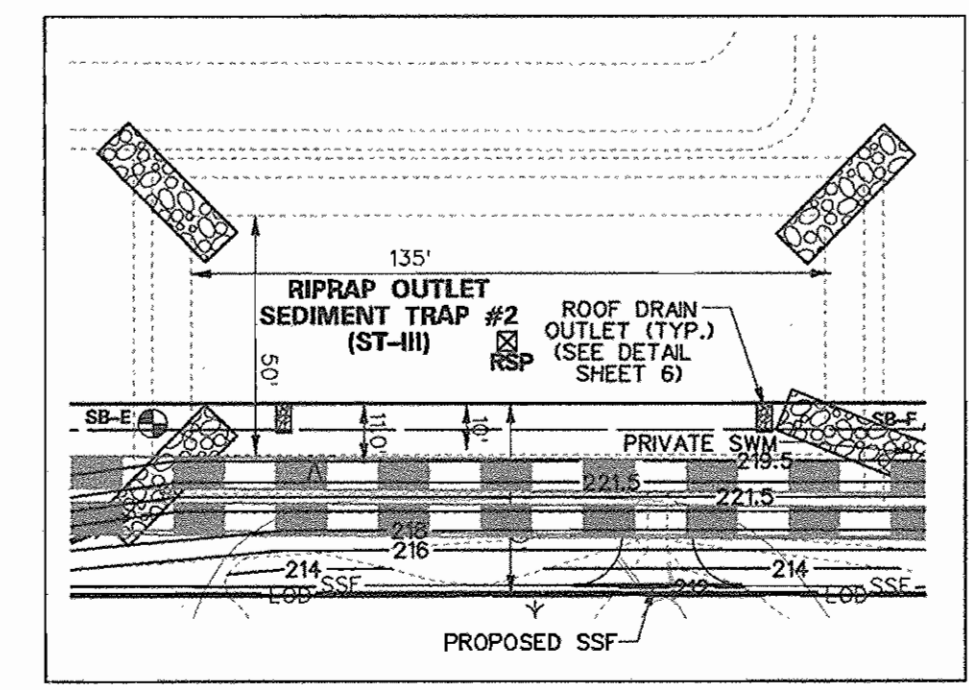 135'
RIPRAP OUTLET
SEDIMENT TRAP #2
(ST-III)
RSP
50'
ROOF DRAIN
OUTLET (TYP.)
(SEE DETAIL
SHEET 6)
SB-E
11.0'
10'
SB-F
PRIVATE SWM
219.5
221.5
221.5
218
216
214
214
212
SSF
SSF
LOD
LOD
PROPOSED SSF